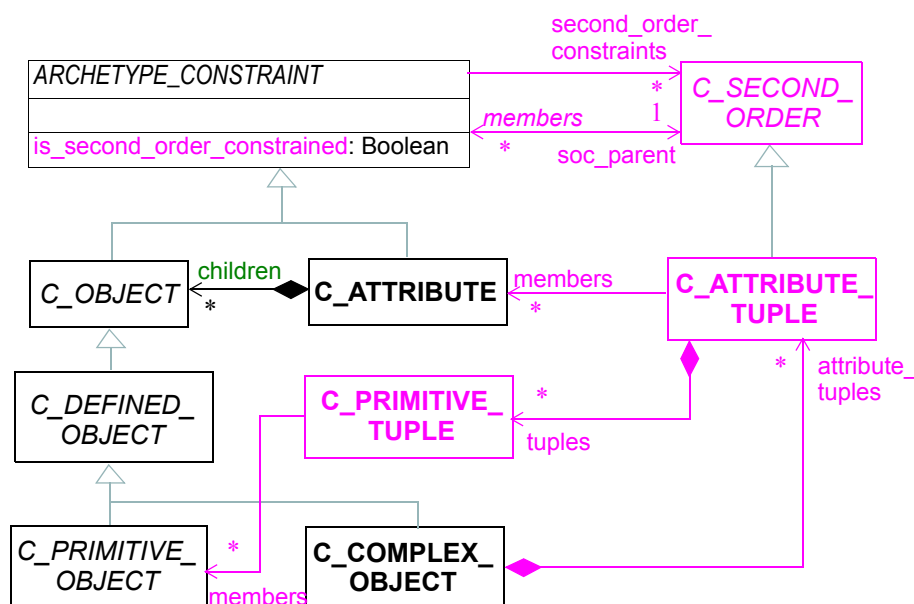 second_order_
constraints
ARCHETYPE_CONSTRAINT
*
C_SECOND_
ORDER
members
1
is_second_order_constrained: Boolean
*
soc_parent
children
*
C_OBJECT
C_ATTRIBUTE
members
*
C_ATTRIBUTE_
TUPLE
*
attribute_
tuples
C_DEFINED_
OBJECT
C_PRIMITIVE_
TUPLE
*
tuples
C_PRIMITIVE_
OBJECT
*
members
C_COMPLEX_
OBJECT